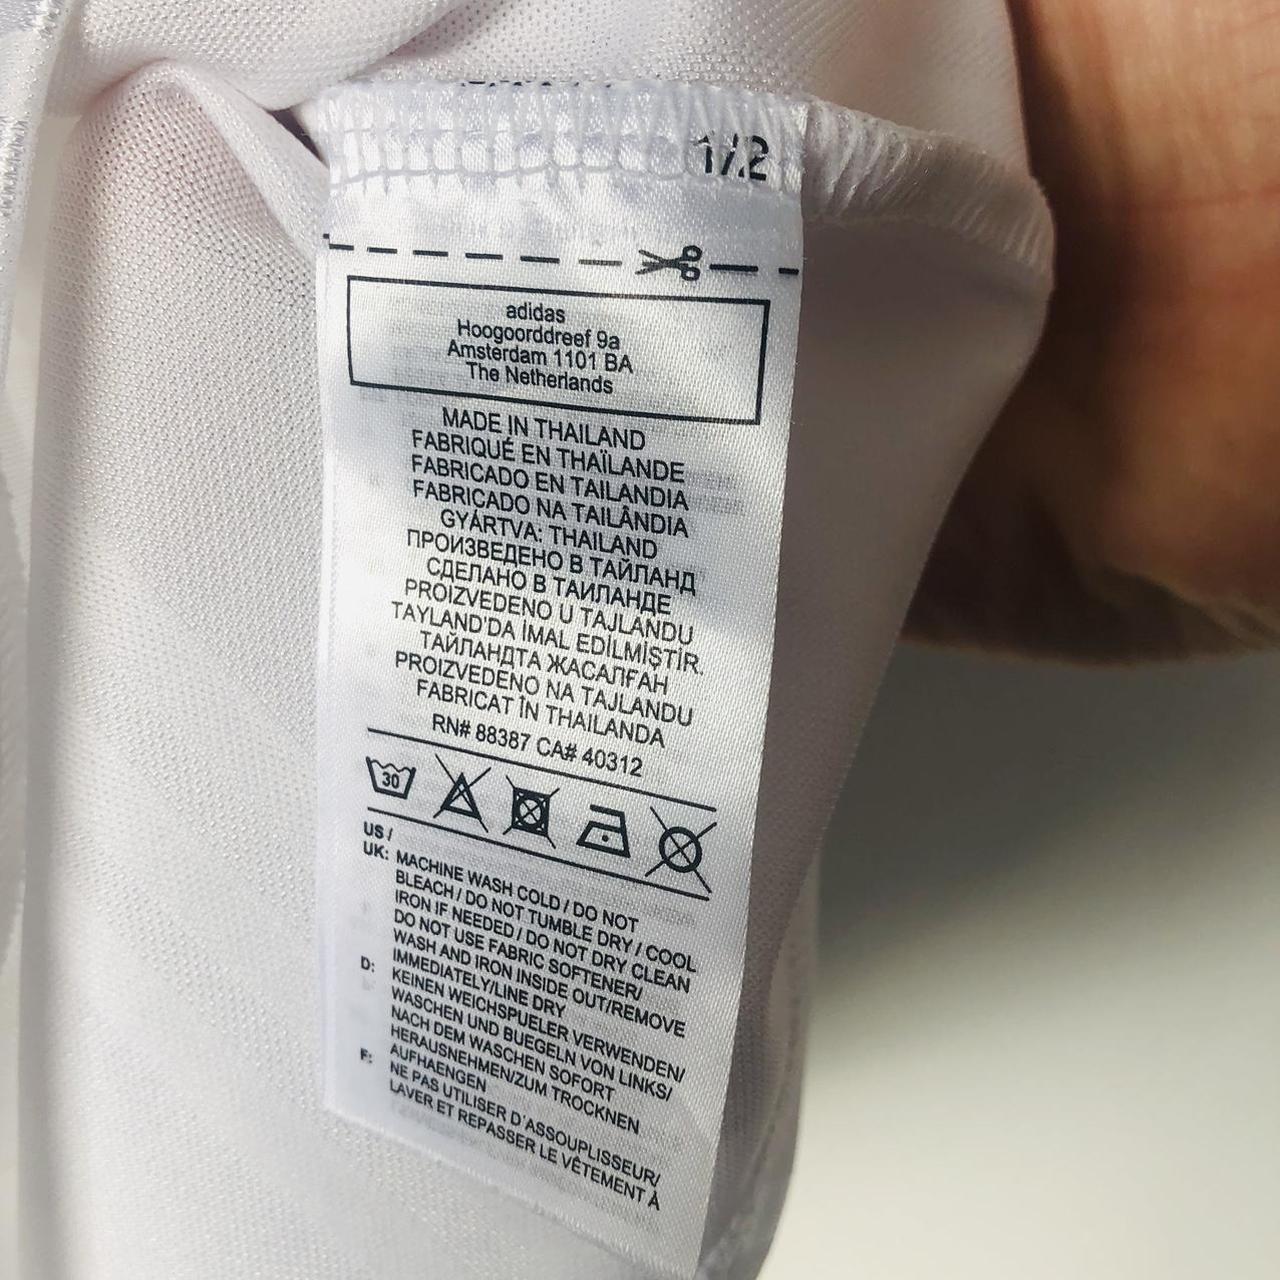 1/2
adidas
Hoogoorddreef 9a
Amsterdam 1101 BA
The Netherlands
MADE IN THAILAND
FABRIQUÉ EN THAÏLANDE
FABRICADO EN TAILANDIA
FABRICADO NA TAILÂNDIA
GYÁRTVA: THAILAND
ПРОИЗВЕДЕНО В ТАЙЛАНД
СДЕЛАНО В ТАИЛАНДЕ
PROIZVEDENO U TAJLANDU
TAYLAND'DA İMAL EDİLMİŞTİR.
ТАЙЛАНДТА ЖАСАЛҒАН
PROIZVEDENO NA TAJLANDU
FABRICAT ÎN THAILANDA
RN# 88387 CA# 40312
30
US /
UK: MACHINE WASH COLD / DO NOT
BLEACH / DO NOT TUMBLE DRY / COOL
IRON IF NEEDED / DO NOT DRY CLEAN
DO NOT USE FABRIC SOFTENER/
WASH AND IRON INSIDE OUT/REMOVE
IMMEDIATELY/LINE DRY
D: KEINEN WEICHSPUELER VERWENDEN/
WASCHEN UND BUEGELN VON LINKS/
NACH DEM WASCHEN SOFORT
HERAUSNEHMEN/ZUM TROCKNEN
AUFHAENGEN
F: NE PAS UTILISER D'ASSOUPLISSEUR/
LAVER ET REPASSER LE VÊTEMENT À